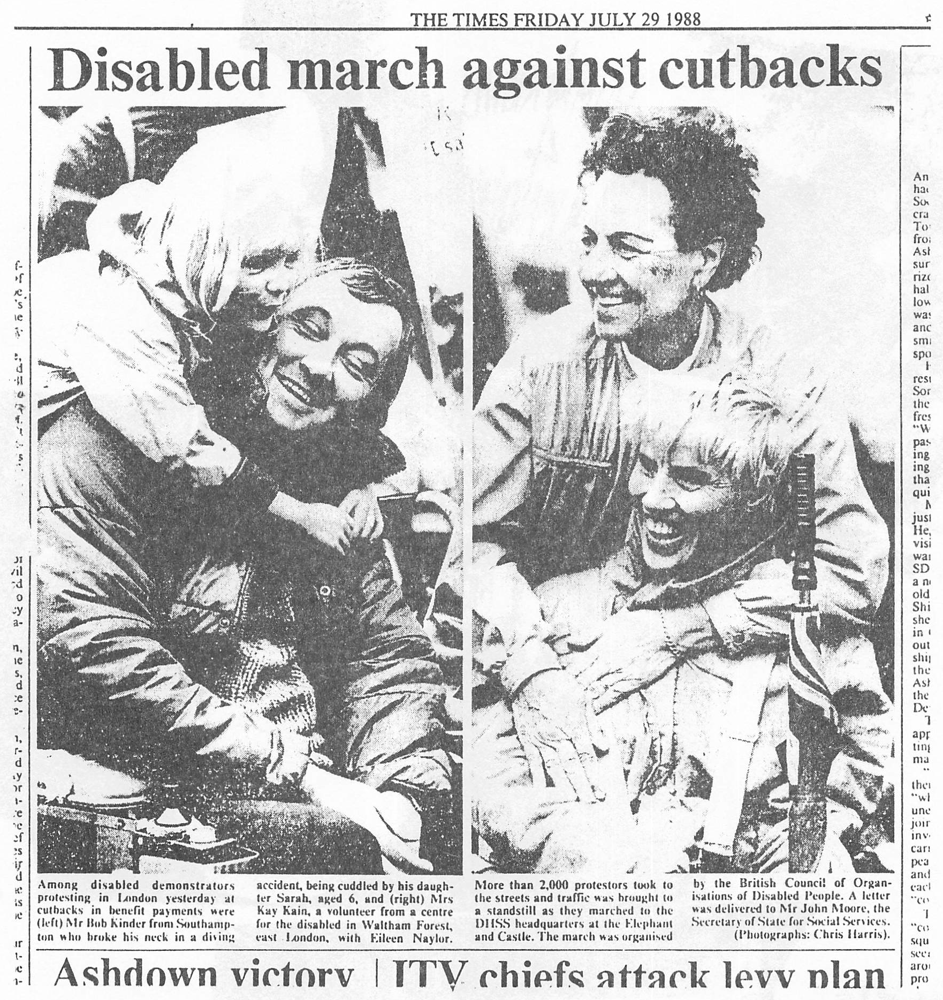 THE TIMES FRIDAY JULY 29 1988
Disabled march against cutbacks
Among disabled demonstrators
protesting in London yesterday at
cutbacks in benefit payments were
(left) Mr Bob Kinder from Southamp-
ton who broke his neck in a diving
accident, being cuddled by his daugh-
ter Sarah, aged 6, and (right) Mrs
Kay Kain, a volunteer from a centre
for the disabled in Waltham Forest,
east London, with Eileen Naylor.
More than 2,000 protestors took to
the streets and traffic was brought to
a standstill as they marched to the
DHSS headquarters at the Elephant
and Castle. The march was organised
by the British Council of Organ-
isations of Disabled People. A letter
was delivered to Mr John Moore, the
Secretary of State for Social Services.
(Photographs: Chris Harris).
Ashdown victory
ITV chiefs attack levy plan